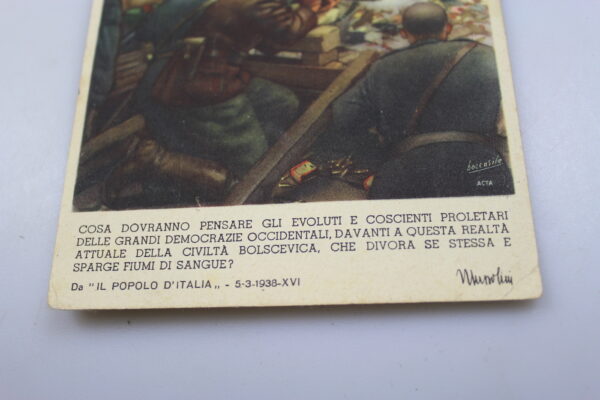 boccasile
ACTA
COSA DOVRANNO PENSARE GLI EVOLUTI E COSCIENTI PROLETARI
DELLE GRANDI DEMOCRAZIE OCCIDENTALI, DAVANTI A QUESTA REALTÀ
ATTUALE DELLA CIVILTÀ BOLSCEVICA, CHE DIVORA SE STESSA E
SPARGE FIUMI DI SANGUE?
Da "IL POPOLO D'ITALIA„ - 5-3-1938-XVI
Mussolini